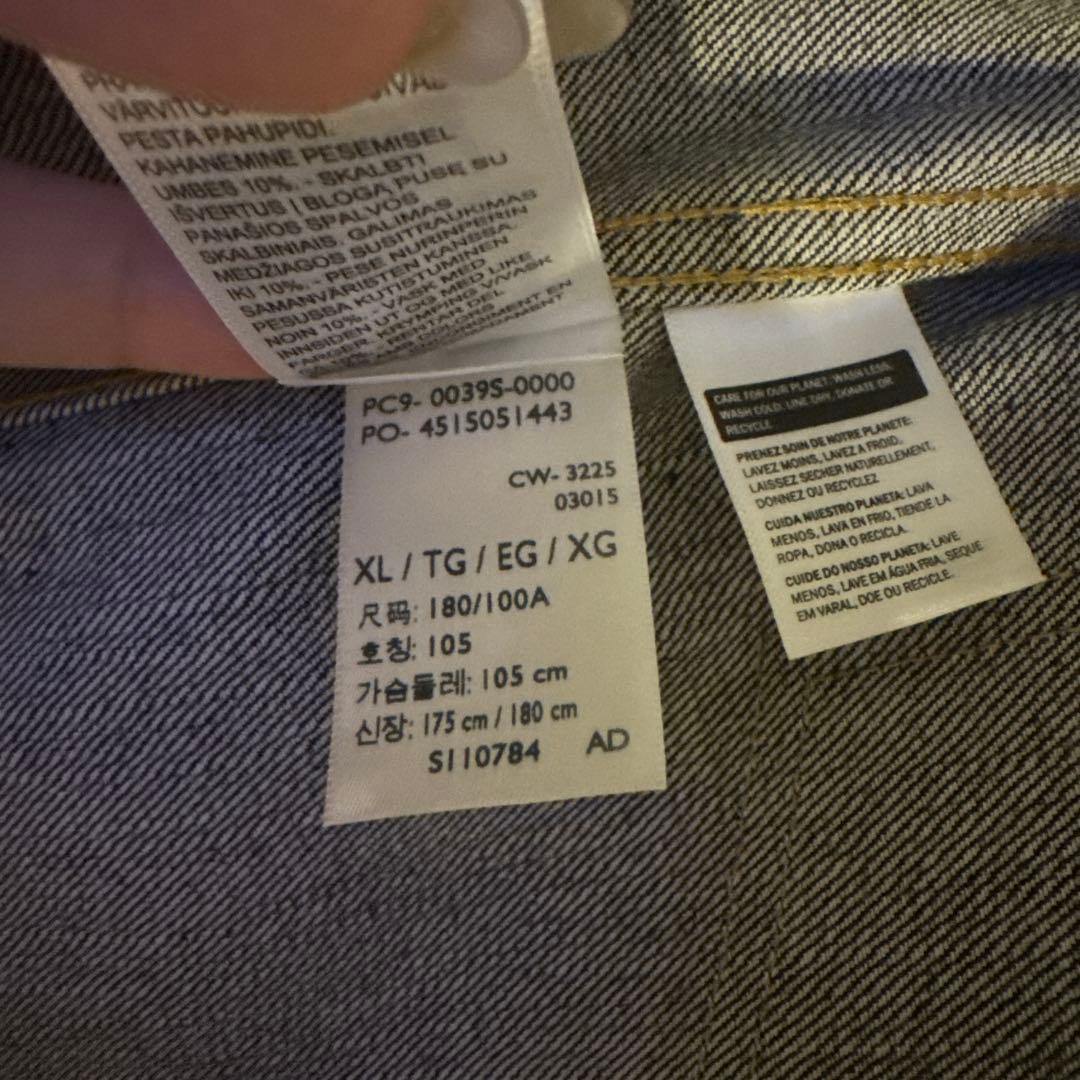 VÄRVITUD
PESTA PAHUPIDI.
KAHANEMINE PESEMISEL
UMBES 10%. - SKALBTI
IŠVERTUS Į BLOGĄ PUSĘ SU
PANAŠIOS SPALVOS
SKALBINIAIS. GALIMAS
MEDŽIAGOS SUSITRAUKIMAS
IKI 10%. - PESE NURINPERIN
SAMANVÄRISTEN KANSSA.
PESUSSA KUTISTUMINEN
NOIN 10%. - VASK MED
INNSIDEN UT OG MED LIKE
FARGER. KRYMPING VASK
PC9- 0039S-0000
PO- 4515051443
CW- 3225
03015
XL / TG / EG / XG
尺码: 180/100A
호칭: 105
가슴둘레: 105 cm
신장: 175 cm / 180 cm
S110784 AD
CARE FOR OUR PLANET: WASH LESS,
WASH COLD, LINE DRY, DONATE OR
RECYCLE
PRENEZ SOIN DE NOTRE PLANETE:
LAVEZ MOINS, LAVEZ A FROID,
LAISSEZ SECHER NATURELLEMENT,
DONNEZ OU RECYCLEZ
CUIDA NUESTRO PLANETA: LAVA
MENOS, LAVA EN FRIO, TIENDE LA
ROPA, DONA O RECICLA.
CUIDE DO NOSSO PLANETA: LAVE
MENOS, LAVE EM ÁGUA FRIA, SEQUE
EM VARAL, DOE OU RECICLE.